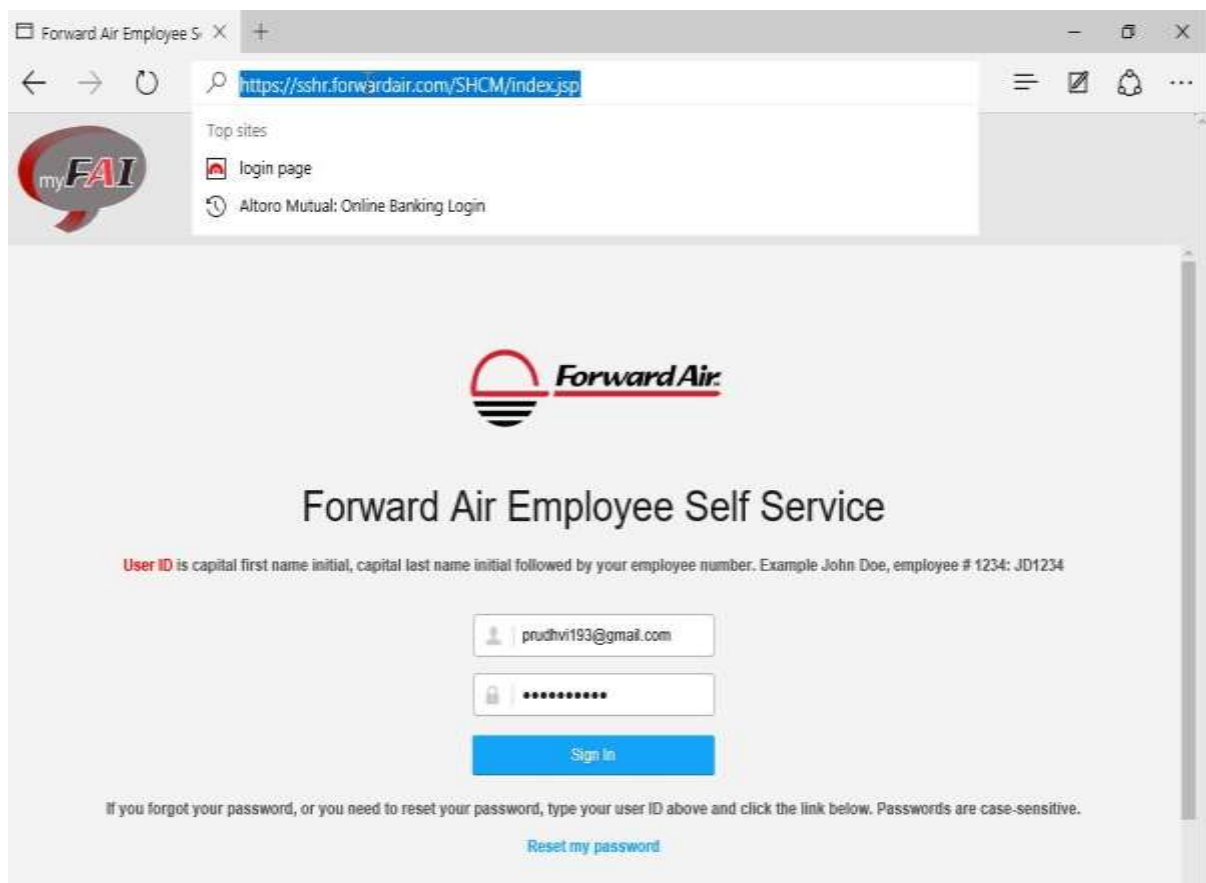 Forward Air Employee S
https://sshr.forwardair.com/SHCM/index.jsp
Top sites
login page
Altoro Mutual: Online Banking Login
myFAI
Forward Air.
Forward Air Employee Self Service
User ID is capital first name initial, capital last name initial followed by your employee number. Example John Doe, employee # 1234: JD1234
prudhvi193@gmail.com
••••••••••
Sign In
If you forgot your password, or you need to reset your password, type your user ID above and click the link below. Passwords are case-sensitive.
Reset my password